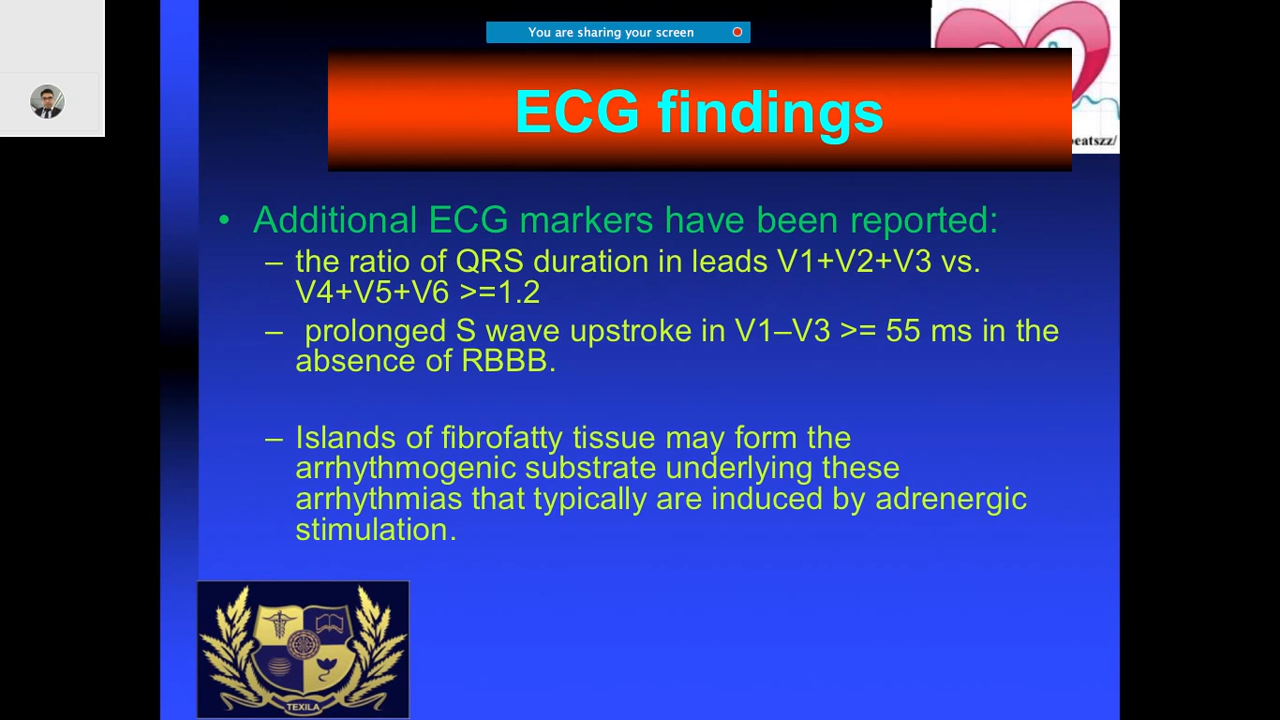 You are sharing your screen
ECG findings
beatszz/
• Additional ECG markers have been reported:
– the ratio of QRS duration in leads V1+V2+V3 vs.
V4+V5+V6 >=1.2
– prolonged S wave upstroke in V1–V3 >= 55 ms in the
absence of RBBB.
– Islands of fibrofatty tissue may form the
arrhythmogenic substrate underlying these
arrhythmias that typically are induced by adrenergic
stimulation.
TEXILA